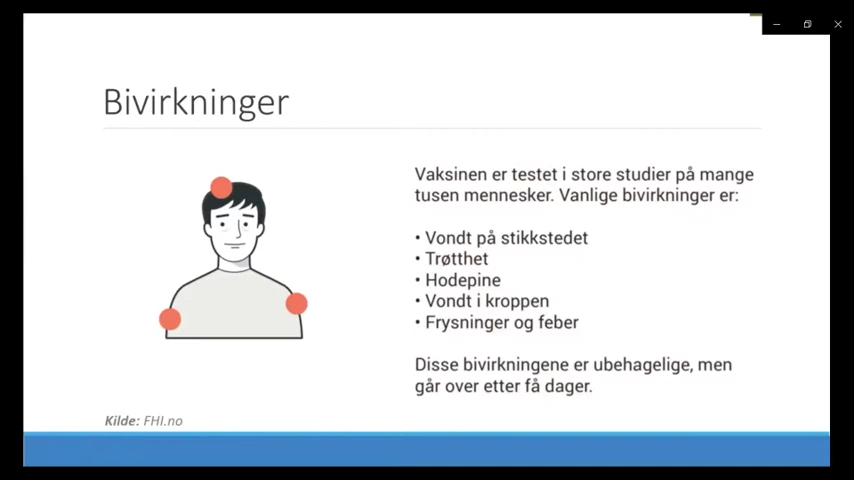 Bivirkninger
Vaksinen er testet i store studier på mange
tusen mennesker. Vanlige bivirkninger er:
• Vondt på stikkstedet
• Trøtthet
• Hodepine
• Vondt i kroppen
• Frysninger og feber
Disse bivirkningene er ubehagelige, men
går over etter få dager.
Kilde: FHI.no